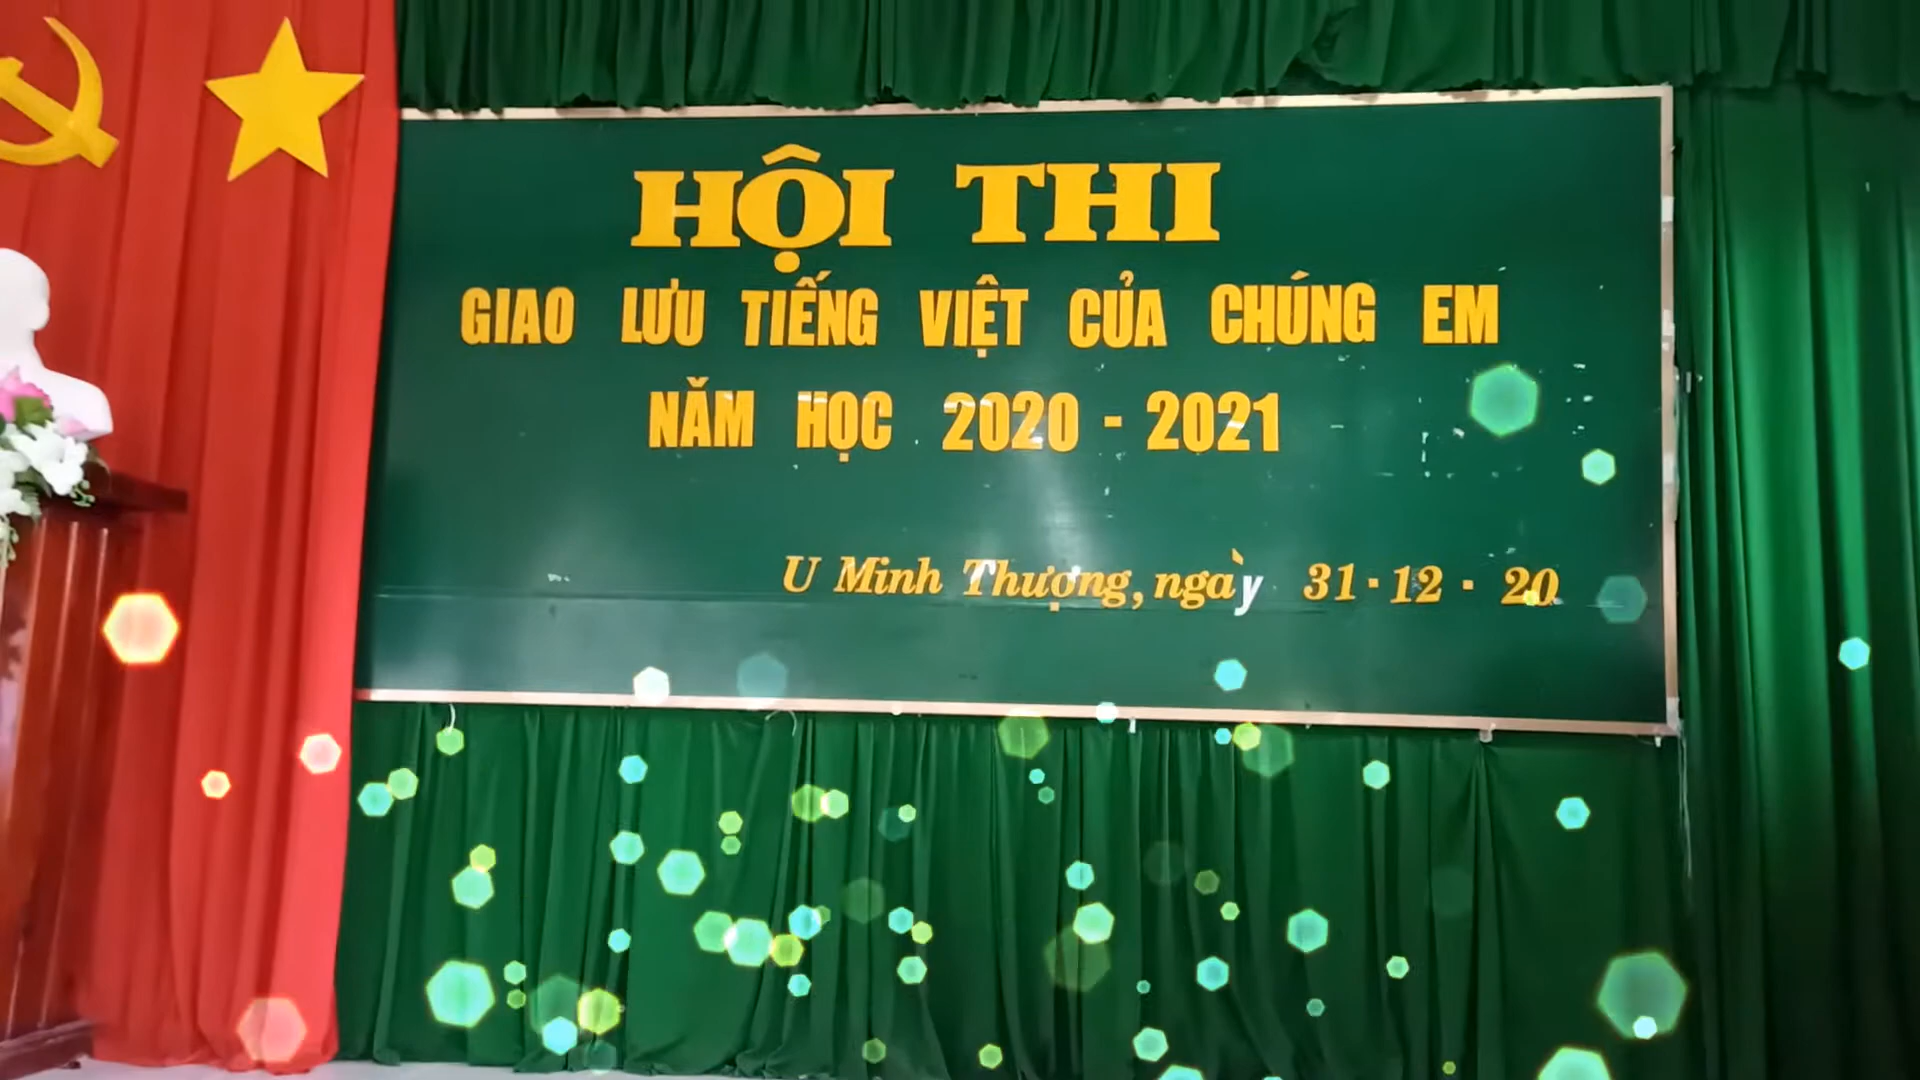 HỘI THI
GIAO LƯU TIẾNG VIỆT CỦA CHÚNG EM
NĂM HỌC 2020 - 2021
U Minh Thượng, ngày 31 - 12 - 20